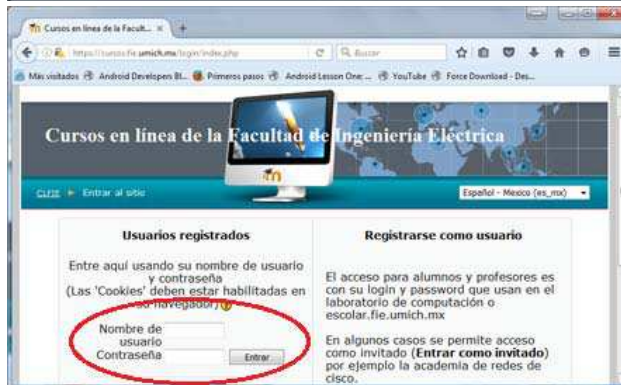 Cursos en línea de la Facult...
https://cursos.fie.umich.mx/login/index.php
Buscar
Más visitados
Android Developers Bl...
Primeros pasos
Android Lesson One: ...
YouTube
Force Download - Des...
Cursos en línea de la Facultad de Ingeniería Eléctrica
CLFIE ► Entrar al sitio
Español - Mexico (es_mx)
Usuarios registrados
Entre aquí usando su nombre de usuario
y contraseña
(Las 'Cookies' deben estar habilitadas en
su navegador)
Nombre de
usuario
Contraseña
Entrar
Registrarse como usuario
El acceso para alumnos y profesores es
con su login y password que usan en el
laboratorio de computación o
escolar.fie.umich.mx
En algunos casos se permite acceso
como invitado (Entrar como invitado)
por ejemplo la academia de redes de
cisco.